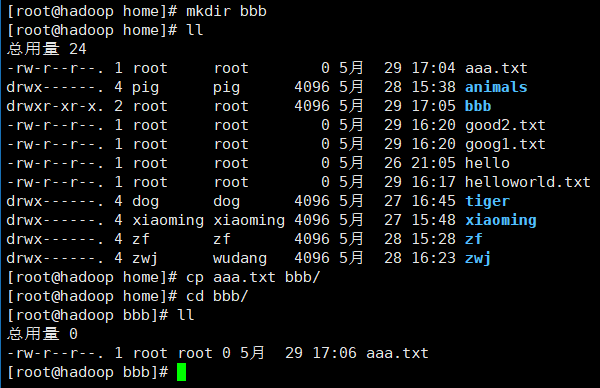 [root@hadoop home]# mkdir bbb
[root@hadoop home]# ll
总用量 24
-rw-r--r--. 1 root     root        0 5月  29 17:04 aaa.txt
drwx------. 4 pig      pig      4096 5月  28 15:38 animals
drwxr-xr-x. 2 root     root     4096 5月  29 17:05 bbb
-rw-r--r--. 1 root     root        0 5月  29 16:20 good2.txt
-rw-r--r--. 1 root     root        0 5月  29 16:20 goog1.txt
-rw-r--r--. 1 root     root        0 5月  26 21:05 hello
-rw-r--r--. 1 root     root        0 5月  29 16:17 helloworld.txt
drwx------. 4 dog      dog      4096 5月  27 16:45 tiger
drwx------. 4 xiaoming xiaoming 4096 5月  27 15:48 xiaoming
drwx------. 4 zf       zf       4096 5月  28 15:28 zf
drwx------. 4 zwj      wudang   4096 5月  28 16:23 zwj
[root@hadoop home]# cp aaa.txt bbb/
[root@hadoop home]# cd bbb/
[root@hadoop bbb]# ll
总用量 0
-rw-r--r--. 1 root root 0 5月  29 17:06 aaa.txt
[root@hadoop bbb]#